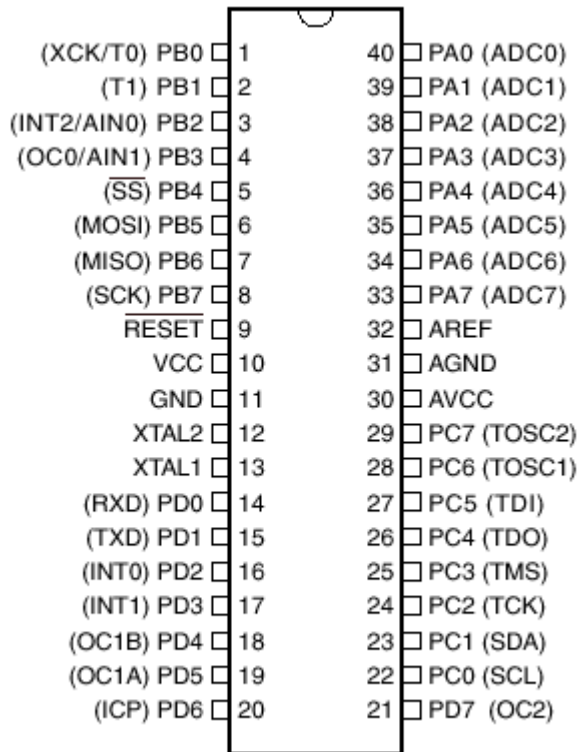 (XCK/T0) PB0 1 40 PA0 (ADC0)
(T1) PB1 2 39 PA1 (ADC1)
(INT2/AIN0) PB2 3 38 PA2 (ADC2)
(OC0/AIN1) PB3 4 37 PA3 (ADC3)
(S̅S̅) PB4 5 36 PA4 (ADC4)
(MOSI) PB5 6 35 PA5 (ADC5)
(MISO) PB6 7 34 PA6 (ADC6)
(SCK) PB7 8 33 PA7 (ADC7)
R̅E̅S̅E̅T̅ 9 32 AREF
VCC 10 31 AGND
GND 11 30 AVCC
XTAL2 12 29 PC7 (TOSC2)
XTAL1 13 28 PC6 (TOSC1)
(RXD) PD0 14 27 PC5 (TDI)
(TXD) PD1 15 26 PC4 (TDO)
(INT0) PD2 16 25 PC3 (TMS)
(INT1) PD3 17 24 PC2 (TCK)
(OC1B) PD4 18 23 PC1 (SDA)
(OC1A) PD5 19 22 PC0 (SCL)
(ICP) PD6 20 21 PD7 (OC2)